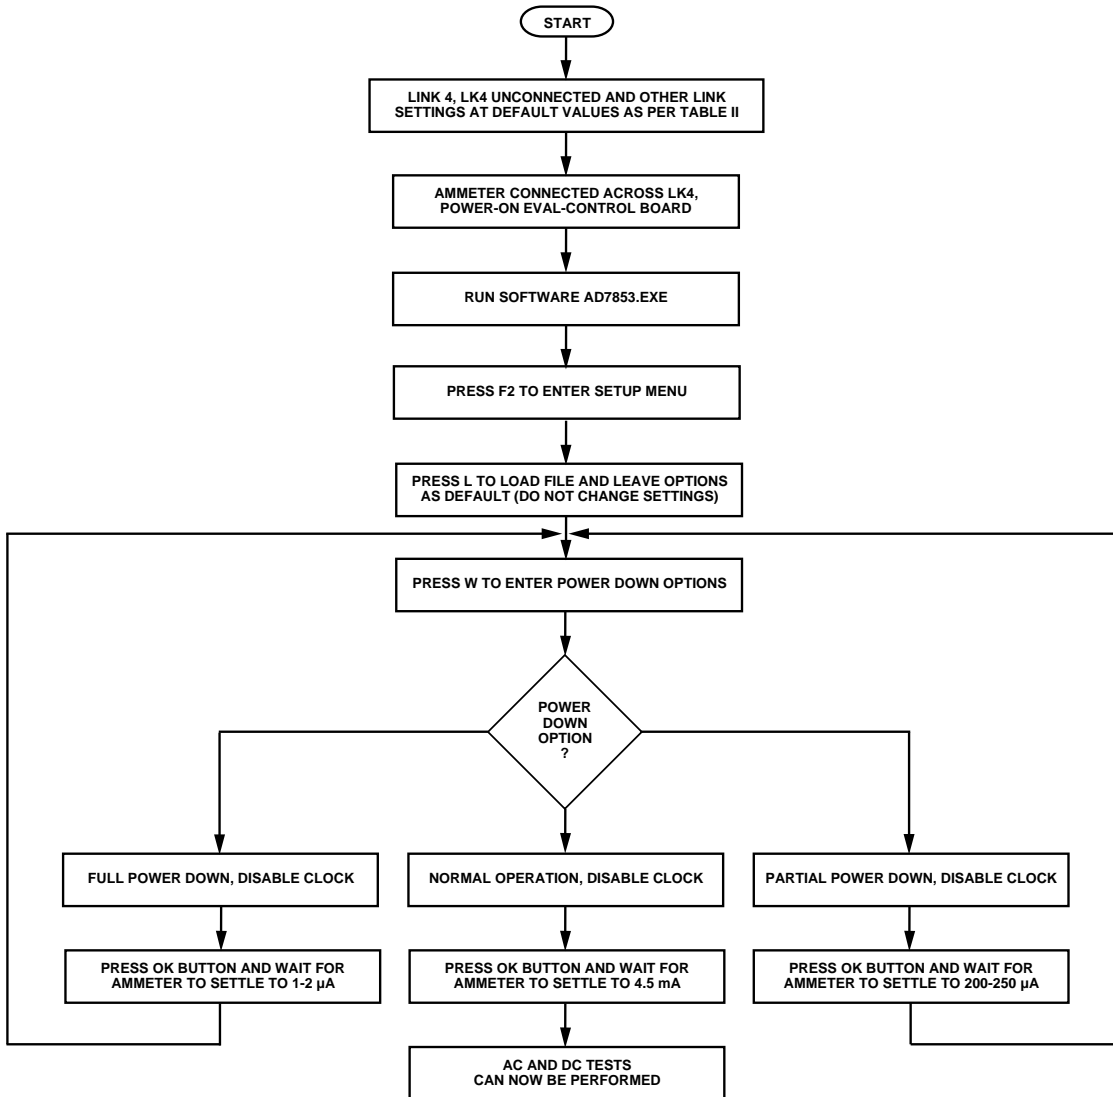 START
LINK 4, LK4 UNCONNECTED AND OTHER LINK
SETTINGS AT DEFAULT VALUES AS PER TABLE II
AMMETER CONNECTED ACROSS LK4,
POWER-ON EVAL-CONTROL BOARD
RUN SOFTWARE AD7853.EXE
PRESS F2 TO ENTER SETUP MENU
PRESS L TO LOAD FILE AND LEAVE OPTIONS
AS DEFAULT (DO NOT CHANGE SETTINGS)
PRESS W TO ENTER POWER DOWN OPTIONS
POWER
DOWN
OPTION
?
FULL POWER DOWN, DISABLE CLOCK
NORMAL OPERATION, DISABLE CLOCK
PARTIAL POWER DOWN, DISABLE CLOCK
PRESS OK BUTTON AND WAIT FOR
AMMETER TO SETTLE TO 1-2 µA
PRESS OK BUTTON AND WAIT FOR
AMMETER TO SETTLE TO 4.5 mA
PRESS OK BUTTON AND WAIT FOR
AMMETER TO SETTLE TO 200-250 µA
AC AND DC TESTS
CAN NOW BE PERFORMED